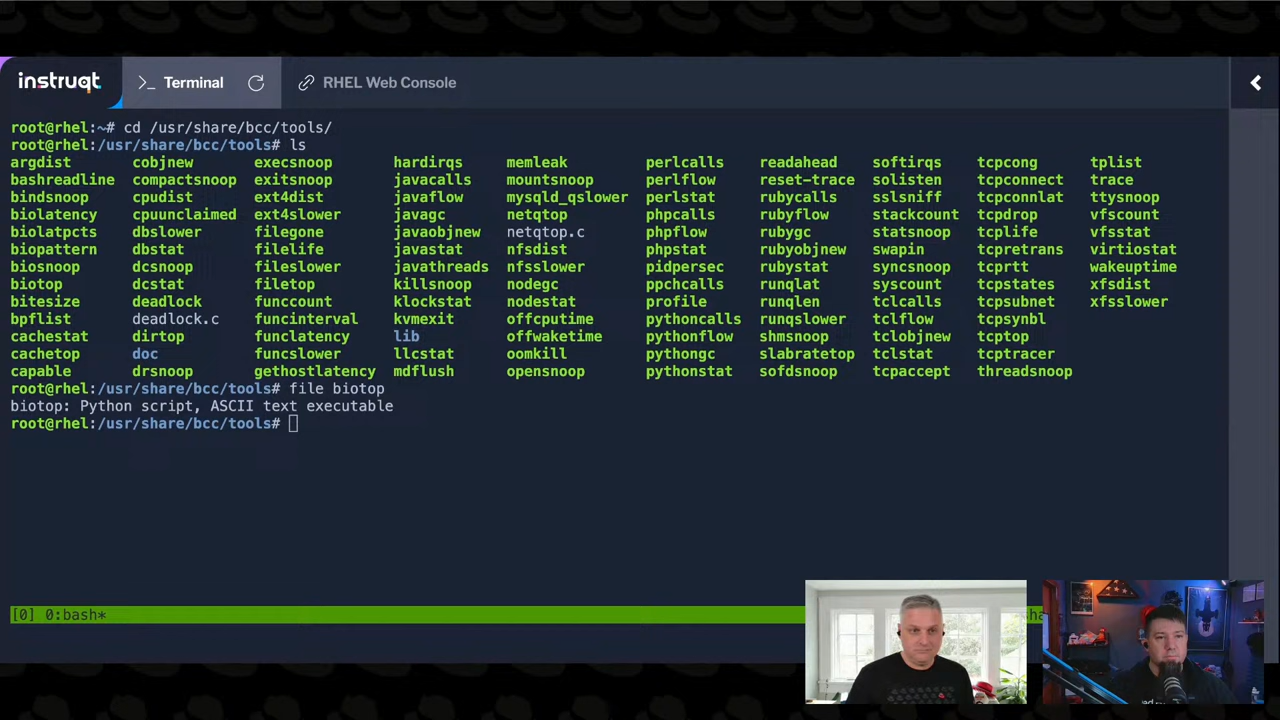 instruqt >_ Terminal RHEL Web Console
root@rhel:~# cd /usr/share/bcc/tools/
root@rhel:/usr/share/bcc/tools# ls
argdist cobjnew execsnoop hardirqs memleak perlcalls readahead softirqs tcpcong tplist
bashreadline compactsnoop exitsnoop javacalls mountsnoop perlflow reset-trace solisten tcpconnect trace
bindsnoop cpudist ext4dist javaflow mysqld_qslower perlstat rubycalls sslsniff tcpconnlat ttysnoop
biolatency cpuunclaimed ext4slower javagc netqtop phpcalls rubyflow stackcount tcpdrop vfscount
biolatpcts dbslower filegone javaobjnew netqtop.c phpflow rubygc statsnoop tcplife vfsstat
biopattern dbstat filelife javastat nfsdist phpstat rubyobjnew swapin tcpretrans virtiostat
biosnoop dcsnoop fileslower javathreads nfsslower pidpersec rubystat syncsnoop tcprtt wakeuptime
biotop dcstat filetop killsnoop nodegc ppchcalls runqlat syscount tcpstates xfsdist
bitesize deadlock funccount klockstat nodestat profile runqlen tclcalls tcpsubnet xfsslower
bpflist deadlock.c funcinterval kvmexit offcputime pythoncalls runqslower tclflow tcpsynbl
cachestat dirtop funclatency lib offwaketime pythonflow shmsnoop tclobjnew tcptop
cachetop doc funcslower llcstat oomkill pythongc slabratetop tclstat tcptracer
capable drsnoop gethostlatency mdflush opensnoop pythonstat sofdsnoop tcpaccept threadsnoop
root@rhel:/usr/share/bcc/tools# file biotop
biotop: Python script, ASCII text executable
root@rhel:/usr/share/bcc/tools#
[0] 0:bash*